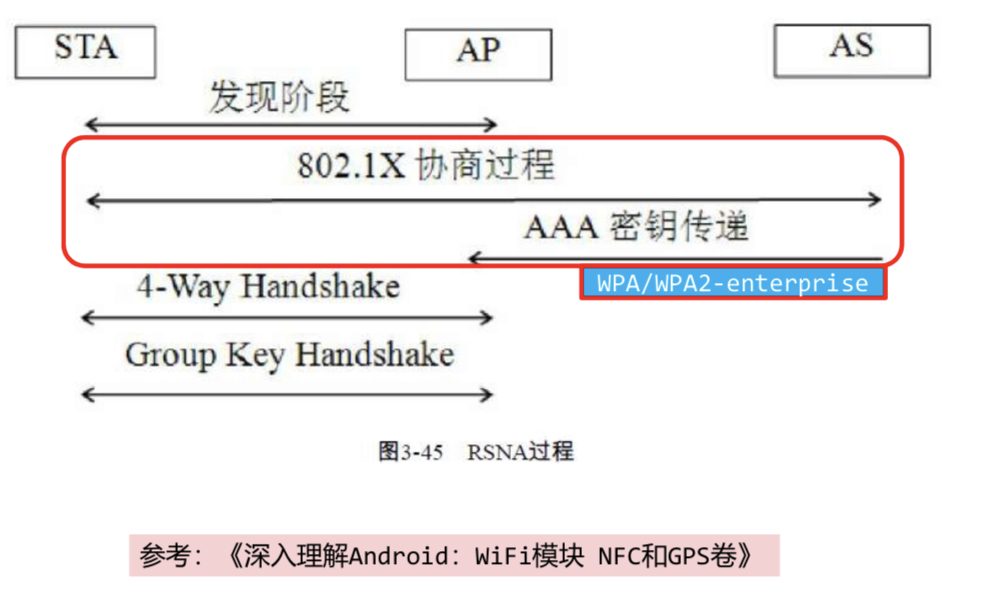 STA AP AS
发现阶段
802.1X 协商过程
AAA 密钥传递
WPA/WPA2-enterprise
4-Way Handshake
Group Key Handshake
图3-45 RSNA过程
参考：《深入理解Android：WiFi模块 NFC和GPS卷》